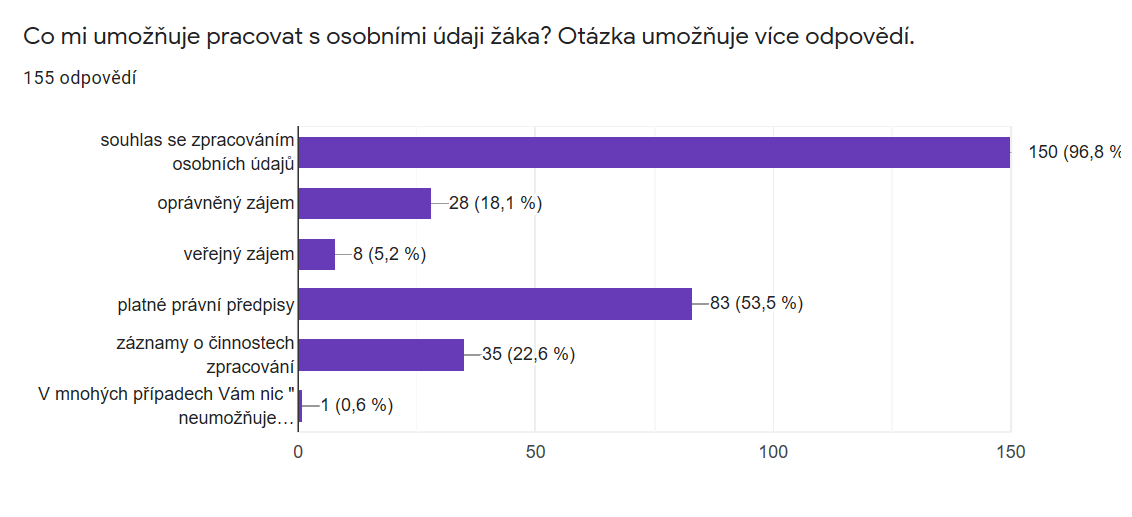 Co mi umožňuje pracovat s osobními údaji žáka? Otázka umožňuje více odpovědí.
155 odpovědí
souhlas se zpracováním
osobních údajů
150 (96,8 %
oprávněný zájem
28 (18,1 %)
veřejný zájem
8 (5,2 %)
platné právní předpisy
83 (53,5 %)
záznamy o činnostech
zpracování
35 (22,6 %)
V mnohých případech Vám nic "
neumožňuje…
1 (0,6 %)
0 50 100 150